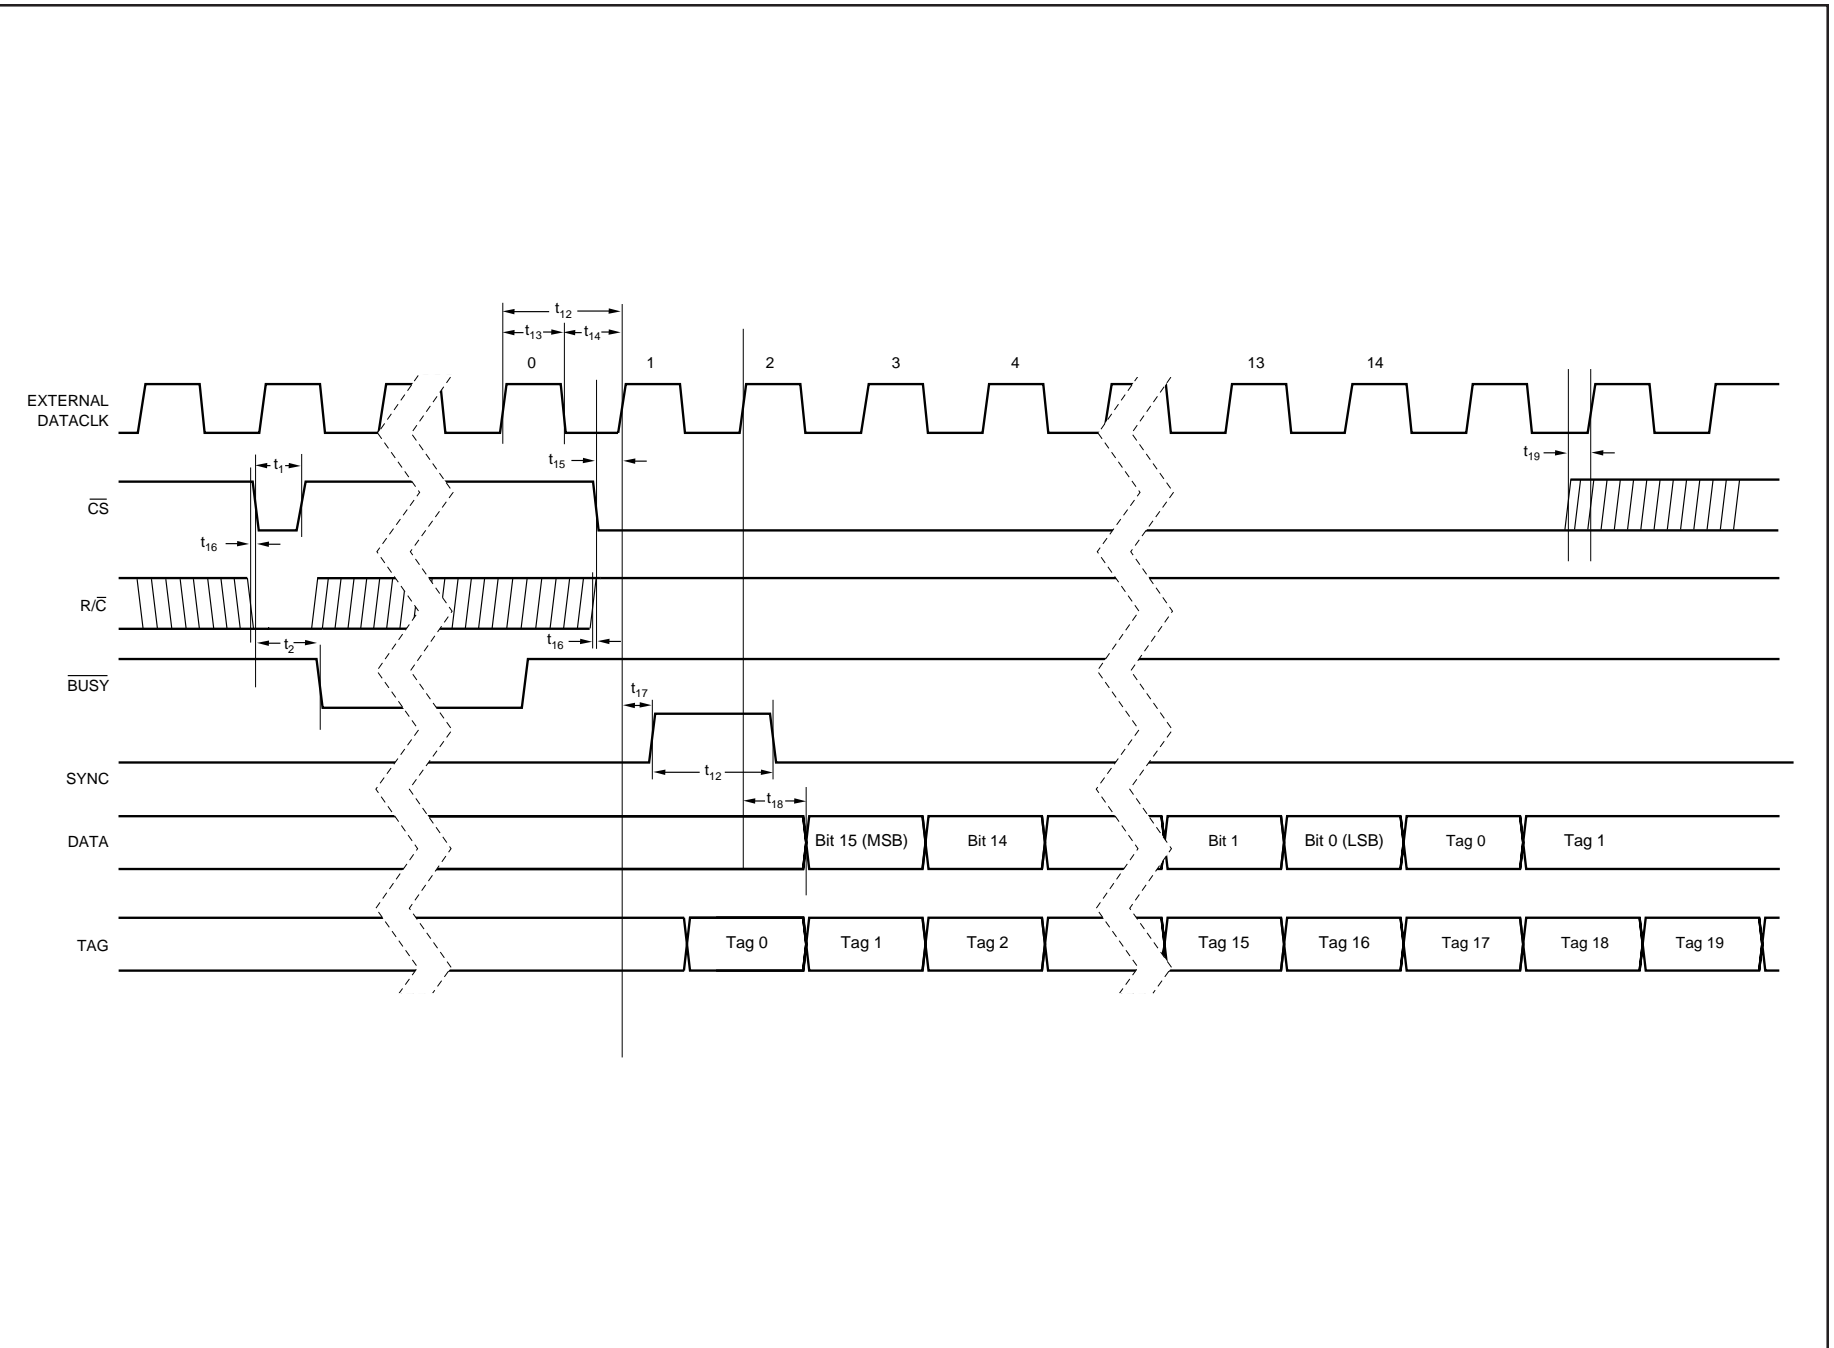 t12
t13 t14
0 1 2 3 4 13 14
EXTERNAL
DATACLK
t1 t15 t19
C̅S̅
t16
R/C̅
t2 t16
B̅U̅S̅Y̅
t17
t12
SYNC
t18
DATA Bit 15 (MSB) Bit 14 Bit 1 Bit 0 (LSB) Tag 0 Tag 1
TAG Tag 0 Tag 1 Tag 2 Tag 15 Tag 16 Tag 17 Tag 18 Tag 19